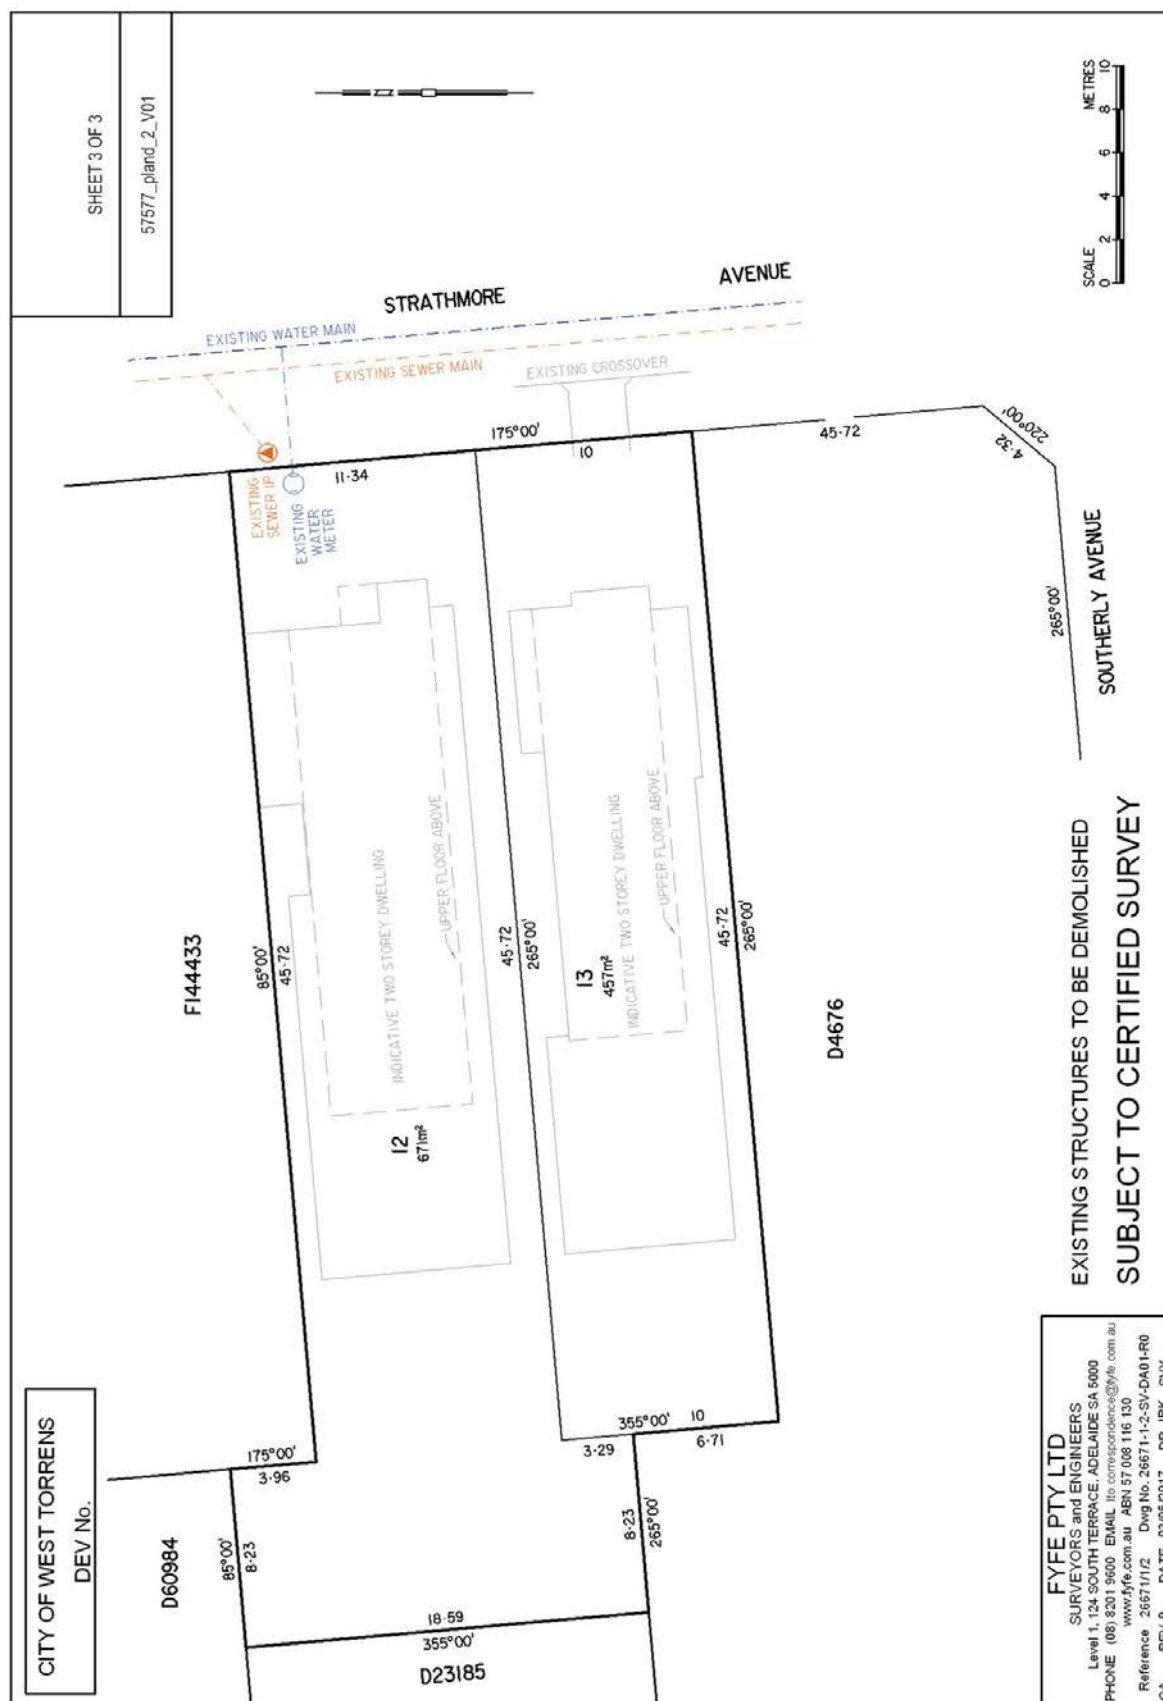 SHEET 3 OF 3
57577_pland_2_V01
SCALE
METRES
0 2 4 6 8 10
STRATHMORE
AVENUE
EXISTING WATER MAIN
EXISTING SEWER MAIN
EXISTING CROSSOVER
175°00'
11·34
10
45·72
4·32
220°00'
265°00'
SOUTHERLY AVENUE
EXISTING
SEWER IP
EXISTING
WATER
METER
F144433
85°00'
45·72
INDICATIVE TWO STOREY DWELLING
UPPER FLOOR ABOVE
45·72
265°00'
13
457m²
INDICATIVE TWO STOREY DWELLING
UPPER FLOOR ABOVE
45·72
265°00'
D4676
12
671m²
175°00'
3·96
355°00'
10
3·29
6·71
D60984
85°00'
8·23
8·23
265°00'
18·59
355°00'
D23185
CITY OF WEST TORRENS
DEV No.
EXISTING STRUCTURES TO BE DEMOLISHED
SUBJECT TO CERTIFIED SURVEY
FYFE PTY LTD
SURVEYORS and ENGINEERS
Level 1, 124 SOUTH TERRACE, ADELAIDE SA 5000
PHONE (08) 8201 9600 EMAIL lto.correspondence@fyfe.com.au
www.fyfe.com.au ABN 57 008 116 130
Reference 26671/1/2 Dwg No. 26671-1-2-SV-DA01-R0